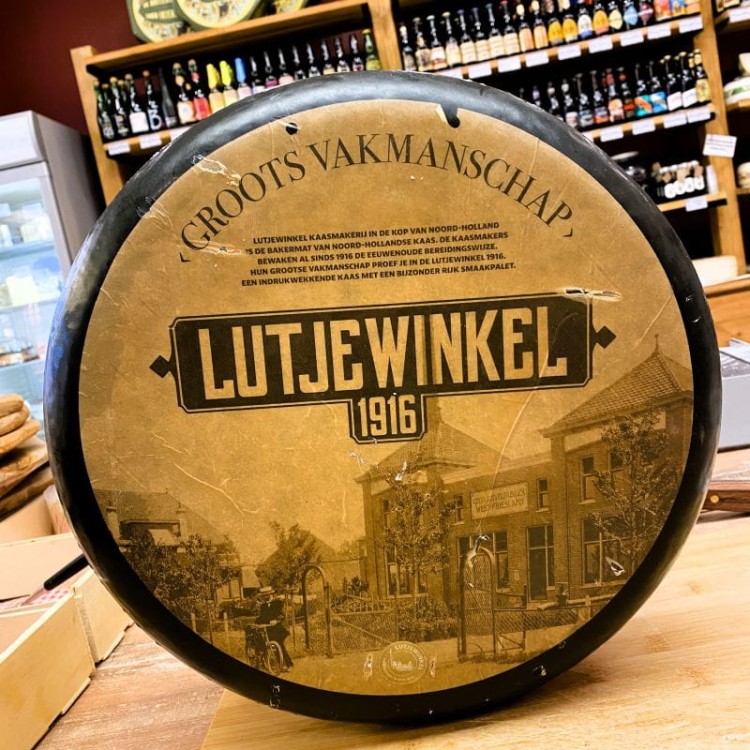 GROOTS VAKMANSCHAP
LUTJEWINKEL KAASMAKERIJ IN DE KOP VAN NOORD-HOLLAND
IS DE BAKERMAT VAN NOORD-HOLLANDSE KAAS. DE KAASMAKERS
BEWAKEN AL SINDS 1916 DE EEUWENOUDE BEREIDINGSWIJZE.
HUN GROOTSE VAKMANSCHAP PROEF JE IN DE LUTJEWINKEL 1916.
EEN INDRUKWEKKENDE KAAS MET EEN BIJZONDER RIJK SMAAKPALET.
LUTJEWINKEL
1916
LUTJEWINKEL